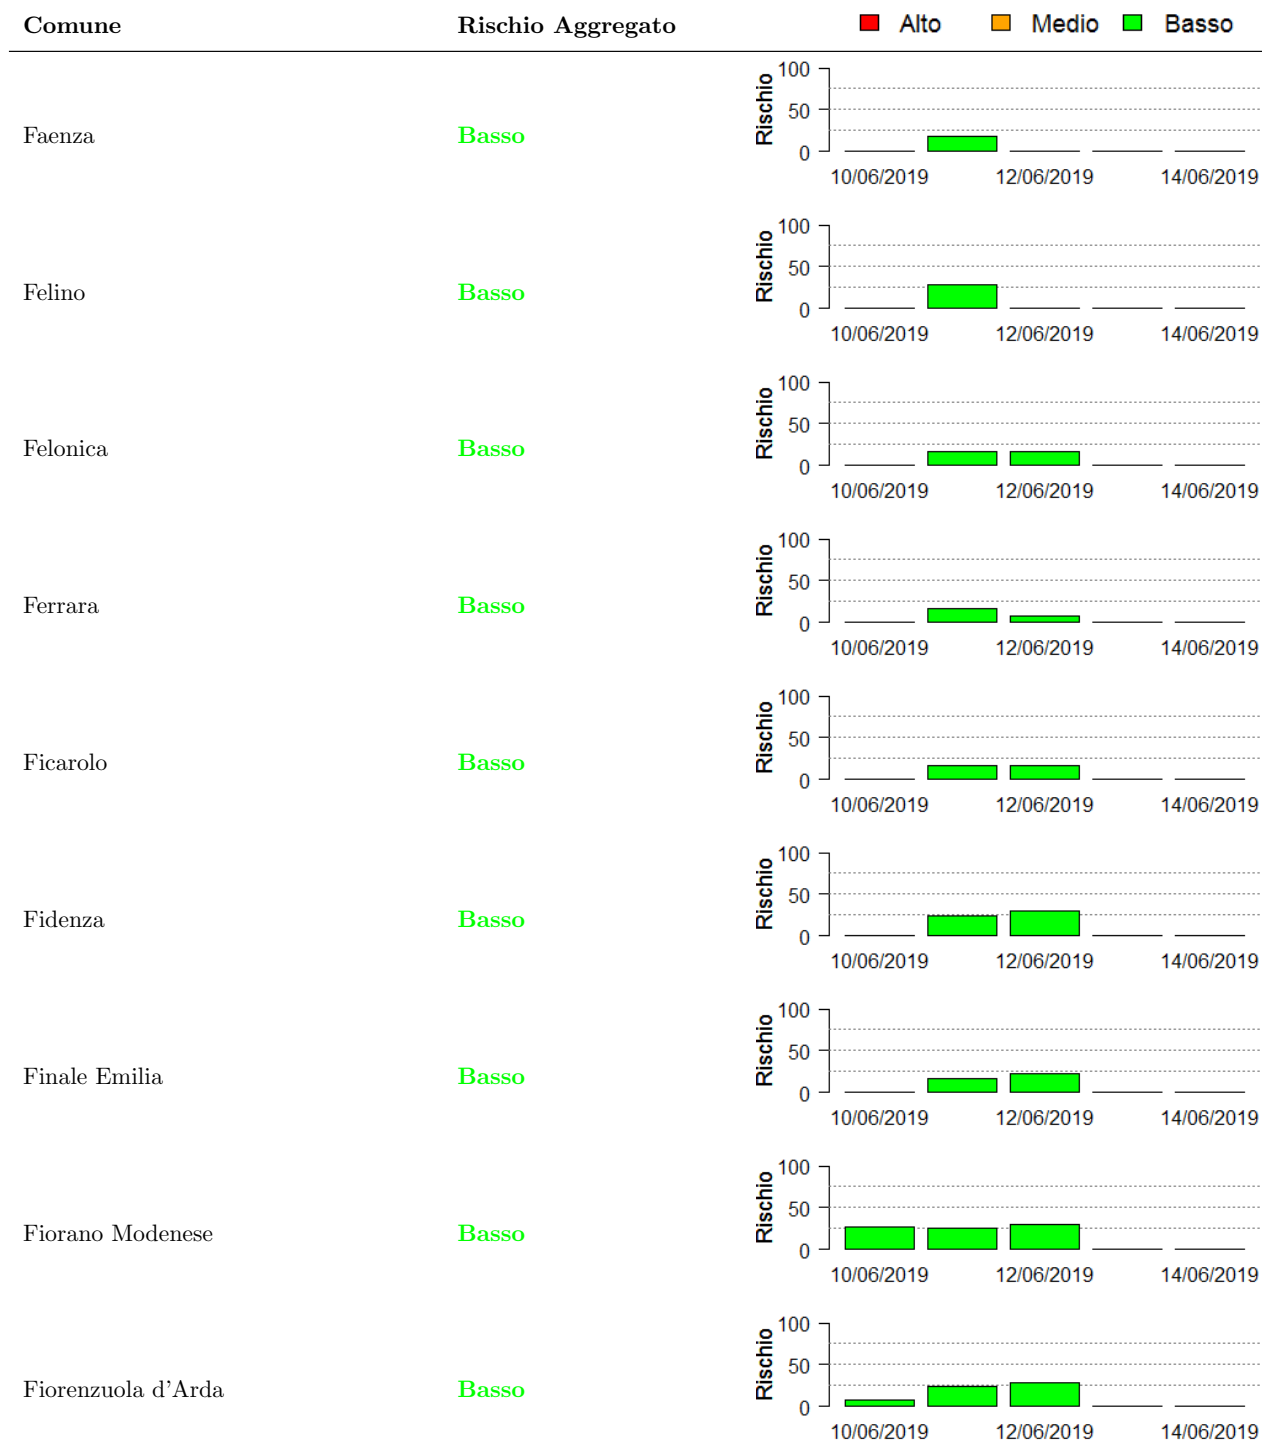 Comune Rischio Aggregato Alto Medio Basso
Faenza Basso Rischio 100 50 0
10/06/2019 12/06/2019 14/06/2019
Felino Basso Rischio 100 50 0
10/06/2019 12/06/2019 14/06/2019
Felonica Basso Rischio 100 50 0
10/06/2019 12/06/2019 14/06/2019
Ferrara Basso Rischio 100 50 0
10/06/2019 12/06/2019 14/06/2019
Ficarolo Basso Rischio 100 50 0
10/06/2019 12/06/2019 14/06/2019
Fidenza Basso Rischio 100 50 0
10/06/2019 12/06/2019 14/06/2019
Finale Emilia Basso Rischio 100 50 0
10/06/2019 12/06/2019 14/06/2019
Fiorano Modenese Basso Rischio 100 50 0
10/06/2019 12/06/2019 14/06/2019
Fiorenzuola d'Arda Basso Rischio 100 50 0
10/06/2019 12/06/2019 14/06/2019